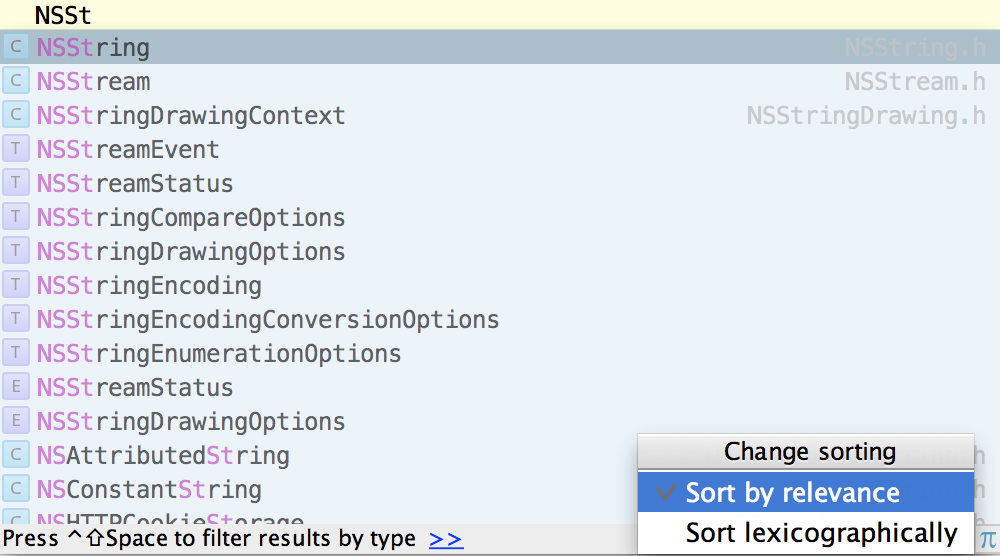 NSSt
C NSString NSString.h
C NSStream NSStream.h
C NSStringDrawingContext NSStringDrawing.h
T NSStreamEvent
T NSStreamStatus
T NSStringCompareOptions
T NSStringDrawingOptions
T NSStringEncoding
T NSStringEncodingConversionOptions
T NSStringEnumerationOptions
E NSStreamStatus
E NSStringDrawingOptions
C NSAttributedString h
C NSConstantString h
C NSHTTPCookieStorage
Change sorting
✓ Sort by relevance
Sort lexicographically
Press ^⇧Space to filter results by type >> π